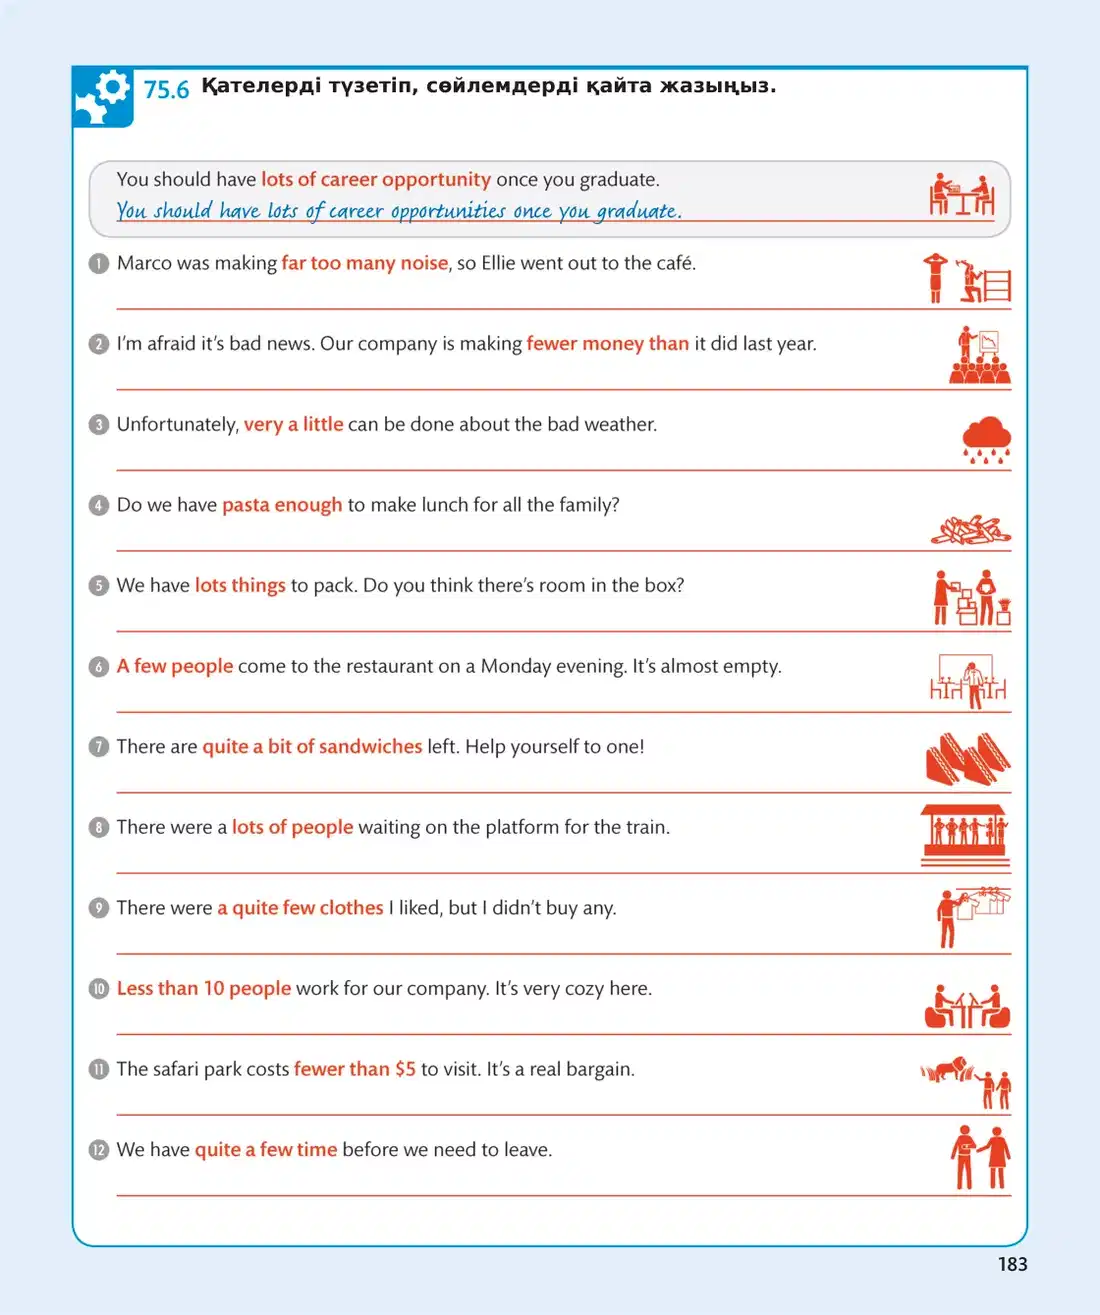 75.6 Қателерді түзетіп, сөйлемдерді қайта жазыңыз.
You should have lots of career opportunity once you graduate.
You should have lots of career opportunities once you graduate.
1 Marco was making far too many noise, so Ellie went out to the café.
2 I'm afraid it's bad news. Our company is making fewer money than it did last year.
3 Unfortunately, very a little can be done about the bad weather.
4 Do we have pasta enough to make lunch for all the family?
5 We have lots things to pack. Do you think there's room in the box?
6 A few people come to the restaurant on a Monday evening. It's almost empty.
7 There are quite a bit of sandwiches left. Help yourself to one!
8 There were a lots of people waiting on the platform for the train.
9 There were a quite few clothes I liked, but I didn't buy any.
10 Less than 10 people work for our company. It's very cozy here.
11 The safari park costs fewer than $5 to visit. It's a real bargain.
12 We have quite a few time before we need to leave.
183